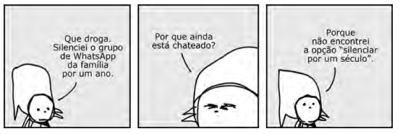 Que droga.
Silenciei o grupo
de WhatsApp
da família
por um ano.
Por que ainda
está chateado?
Porque
não encontrei
a opção “silenciar
por um século”.